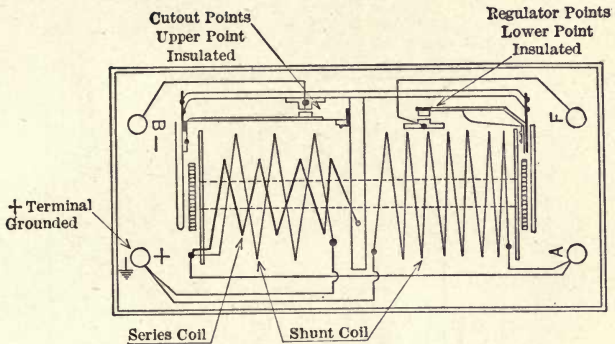 Cutout Points
Upper Point
Insulated
Regulator Points
Lower Point
Insulated
B
−
F
+ Terminal
Grounded
+
A
Series Coil
Shunt Coil